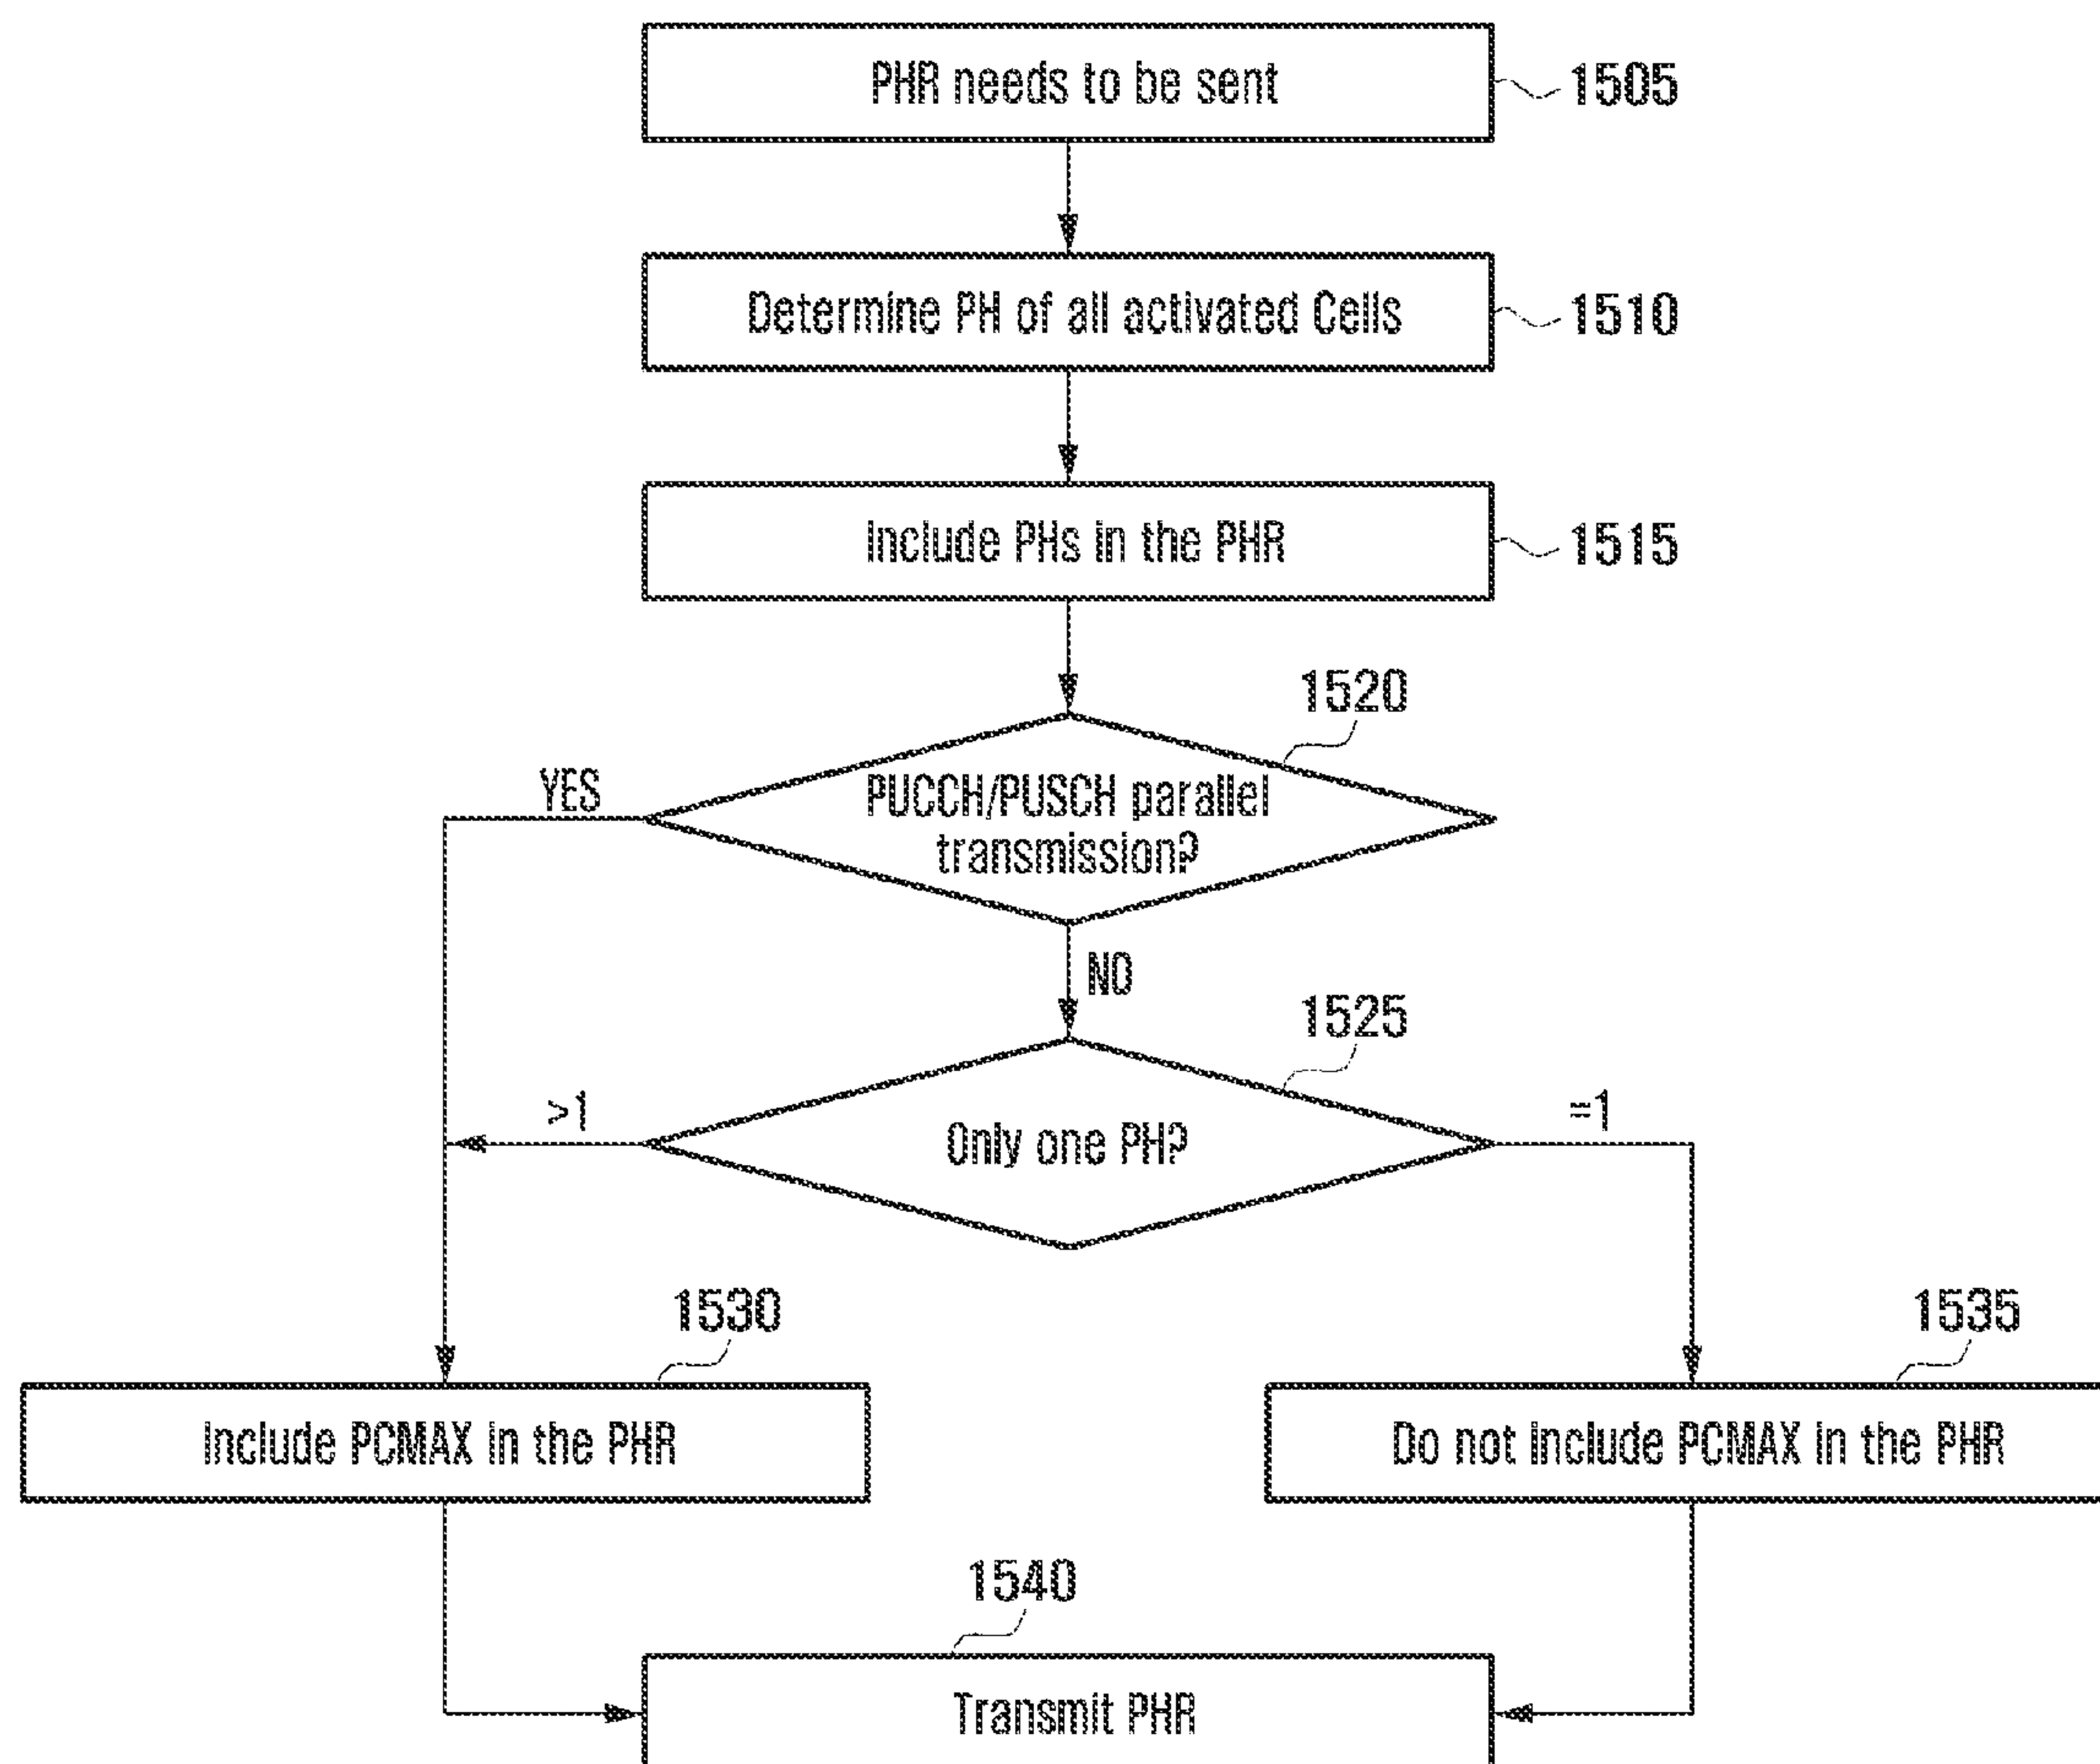 PHR needs to be sent
1505
Determine PH of all activated Cells
1510
Include PHs in the PHR
1515
1520
YES
PUCCH/PUSCH parallel
transmission?
NO
1525
>1
Only one PH?
=1
1530
1535
Include PCMAX in the PHR
Do not include PCMAX in the PHR
1540
Transmit PHR